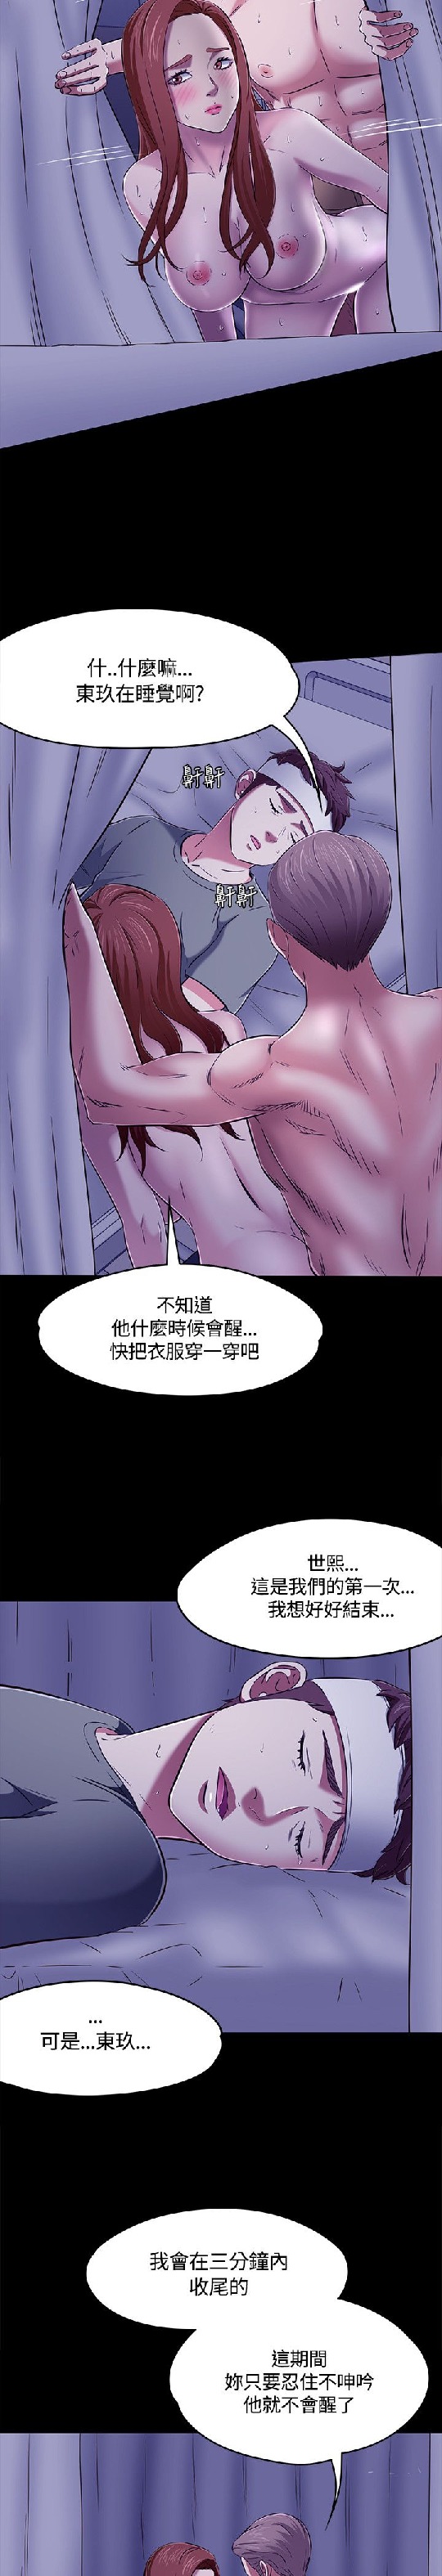 什..什麼嘛...
東玖在睡覺啊?
鼾鼾
鼾鼾
不知道
他什麼時候會醒...
快把衣服穿一穿吧
世熙...
這是我們的第一次...
我想好好結束...
...
可是...東玖...
我會在三分鐘內
收尾的
這期間
妳只要忍住不呻吟
他就不會醒了